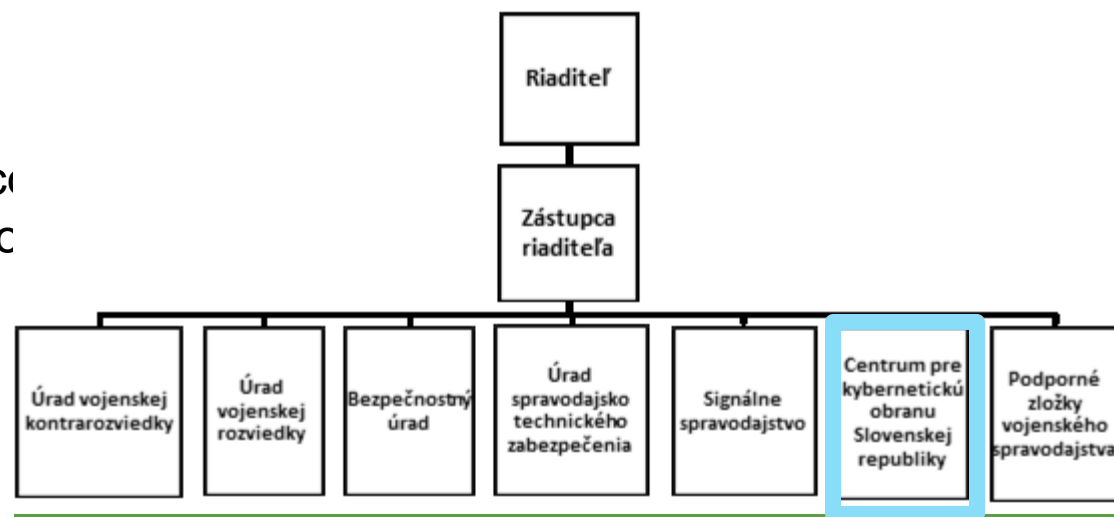 Riaditeľ
Zástupca
riaditeľa
Úrad vojenskej
kontrarozviedky
Úrad
vojenskej
rozviedky
Bezpečnostný
úrad
Úrad
spravodajsko
technického
zabezpečenia
Signálne
spravodajstvo
Centrum pre
kybernetickú
obranu
Slovenskej
republiky
Podporné
zložky
vojenského
spravodajstva